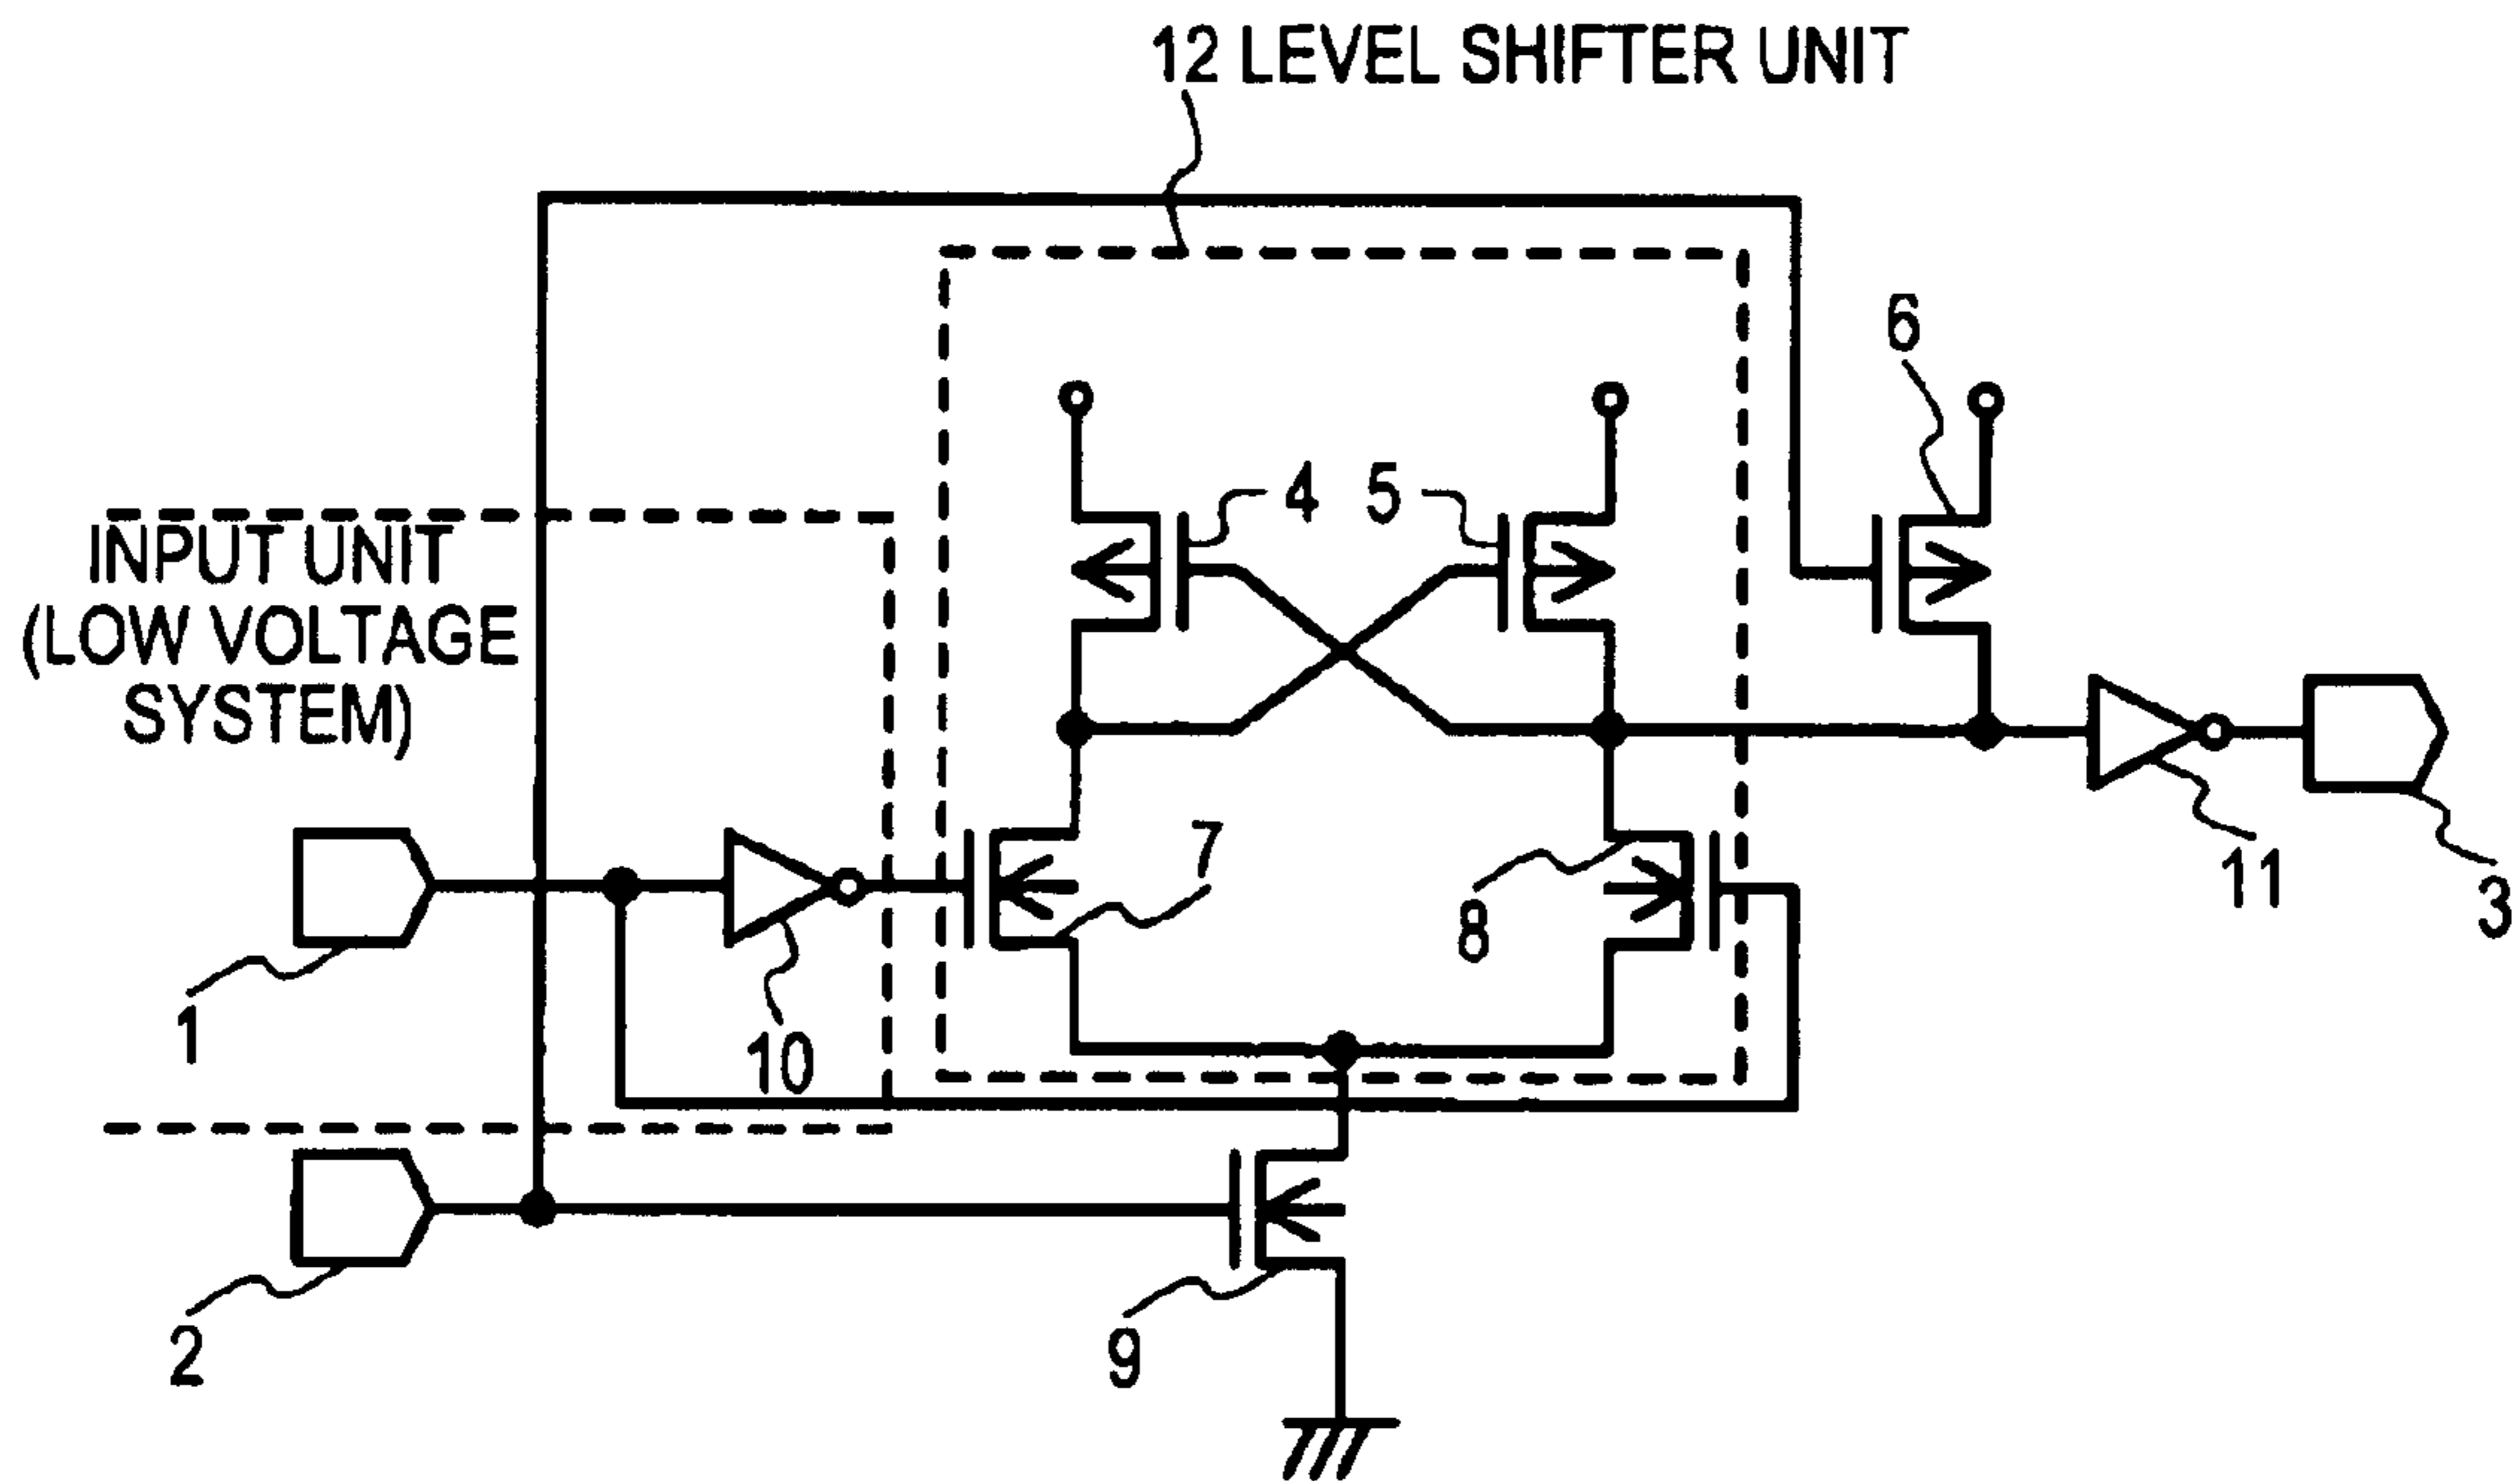 12 LEVEL SHIFTER UNIT
6
4 5
INPUT UNIT
(LOW VOLTAGE
SYSTEM)
7
8
11
3
1
10
2
9